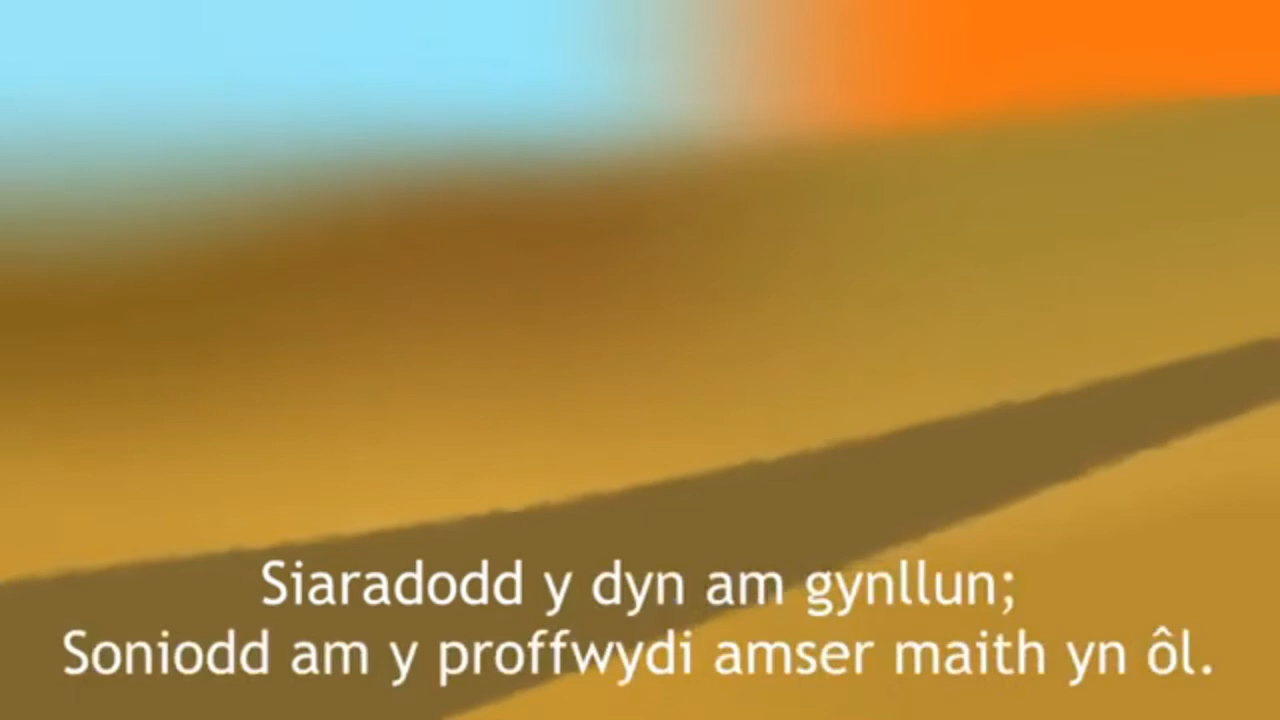 Siaradodd y dyn am gynllun;
Soniodd am y proffwydi amser maith yn ôl.